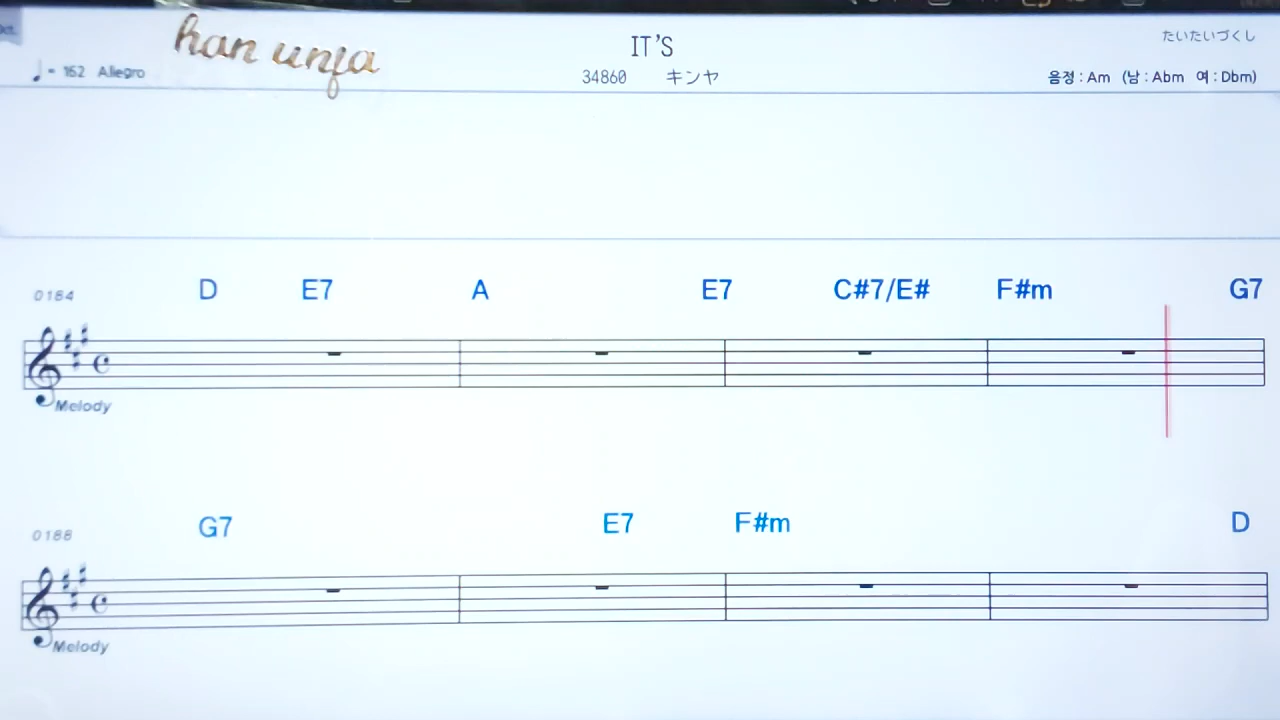 han unja
IT'S
たいたいづくし
♩= 162 Allegro
34860 キンヤ
음정 : Am (남 : Abm 여 : Dbm)
0184 D E7 A E7 C#7/E# F#m G7
Melody
0188 G7 E7 F#m D
Melody